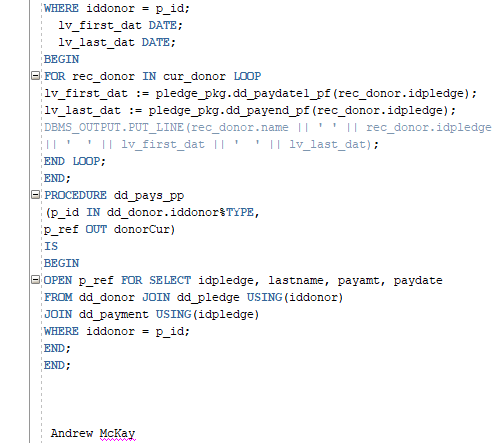 WHERE iddonor = p_id;
lv_first_dat DATE;
lv_last_dat DATE;
BEGIN
FOR rec_donor IN cur_donor LOOP
lv_first_dat := pledge_pkg.dd_paydate1_pf(rec_donor.idpledge);
lv_last_dat := pledge_pkg.dd_payend_pf(rec_donor.idpledge);
DBMS_OUTPUT.PUT_LINE(rec_donor.name || ' ' || rec_donor.idpledge
|| ' ' || lv_first_dat || ' ' || lv_last_dat);
END LOOP;
END;
PROCEDURE dd_pays_pp
(p_id IN dd_donor.iddonor%TYPE,
p_ref OUT donorCur)
IS
BEGIN
OPEN p_ref FOR SELECT idpledge, lastname, payamt, paydate
FROM dd_donor JOIN dd_pledge USING(iddonor)
JOIN dd_payment USING(idpledge)
WHERE iddonor = p_id;
END;
END;
Andrew McKay